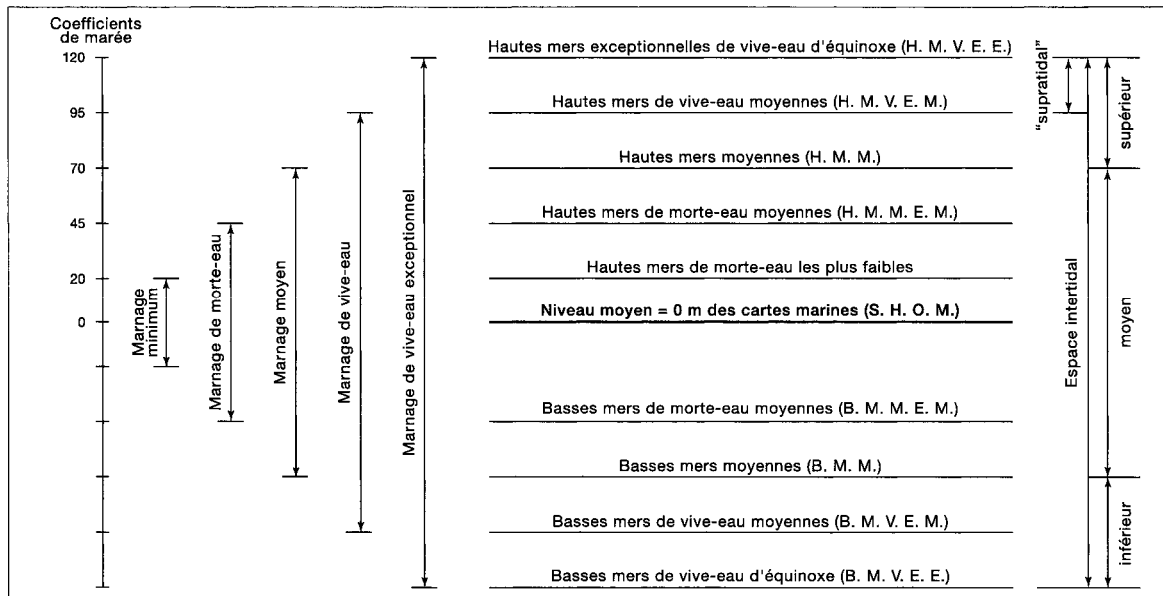 Coefficients
de marée
120
95
70
45
20
0
Marnage
minimum
Marnage de morte-eau
Marnage moyen
Marnage de vive-eau
Marnage de vive-eau exceptionnel
Hautes mers exceptionnelles de vive-eau d'équinoxe (H. M. V. E. E.)
Hautes mers de vive-eau moyennes (H. M. V. E. M.)
Hautes mers moyennes (H. M. M.)
Hautes mers de morte-eau moyennes (H. M. M. E. M.)
Hautes mers de morte-eau les plus faibles
Niveau moyen = 0 m des cartes marines (S. H. O. M.)
Basses mers de morte-eau moyennes (B. M. M. E. M.)
Basses mers moyennes (B. M. M.)
Basses mers de vive-eau moyennes (B. M. V. E. M.)
Basses mers de vive-eau d'équinoxe (B. M. V. E. E.)
"supratidal"
Espace intertidal
supérieur
moyen
inférieur